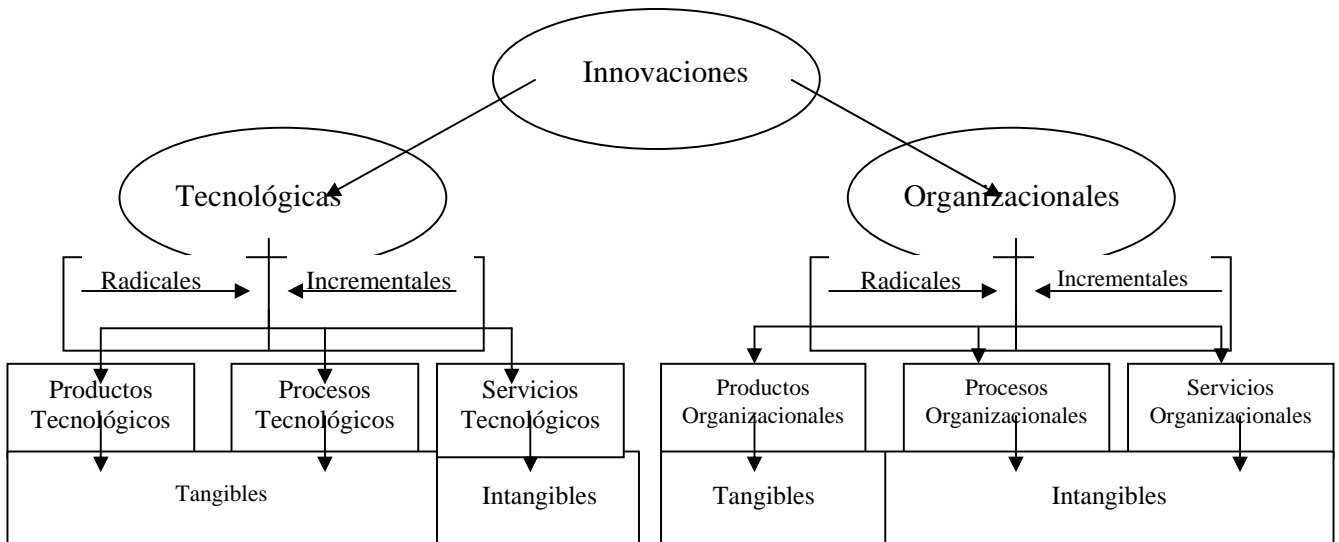 Innovaciones
Tecnológicas
Organizacionales
Radicales
Incrementales
Radicales
Incrementales
Productos
Tecnológicos
Procesos
Tecnológicos
Servicios
Tecnológicos
Productos
Organizacionales
Procesos
Organizacionales
Servicios
Organizacionales
Tangibles
Intangibles
Tangibles
Intangibles